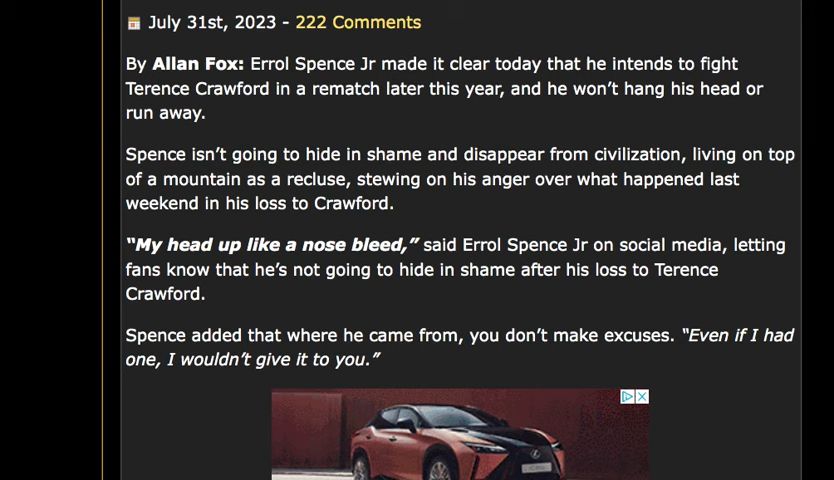 July 31st, 2023 - 222 Comments
By Allan Fox: Errol Spence Jr made it clear today that he intends to fight
Terence Crawford in a rematch later this year, and he won’t hang his head or
run away.
Spence isn’t going to hide in shame and disappear from civilization, living on top
of a mountain as a recluse, stewing on his anger over what happened last
weekend in his loss to Crawford.
“My head up like a nose bleed,” said Errol Spence Jr on social media, letting
fans know that he’s not going to hide in shame after his loss to Terence
Crawford.
Spence added that where he came from, you don’t make excuses. “Even if I had
one, I wouldn’t give it to you.”